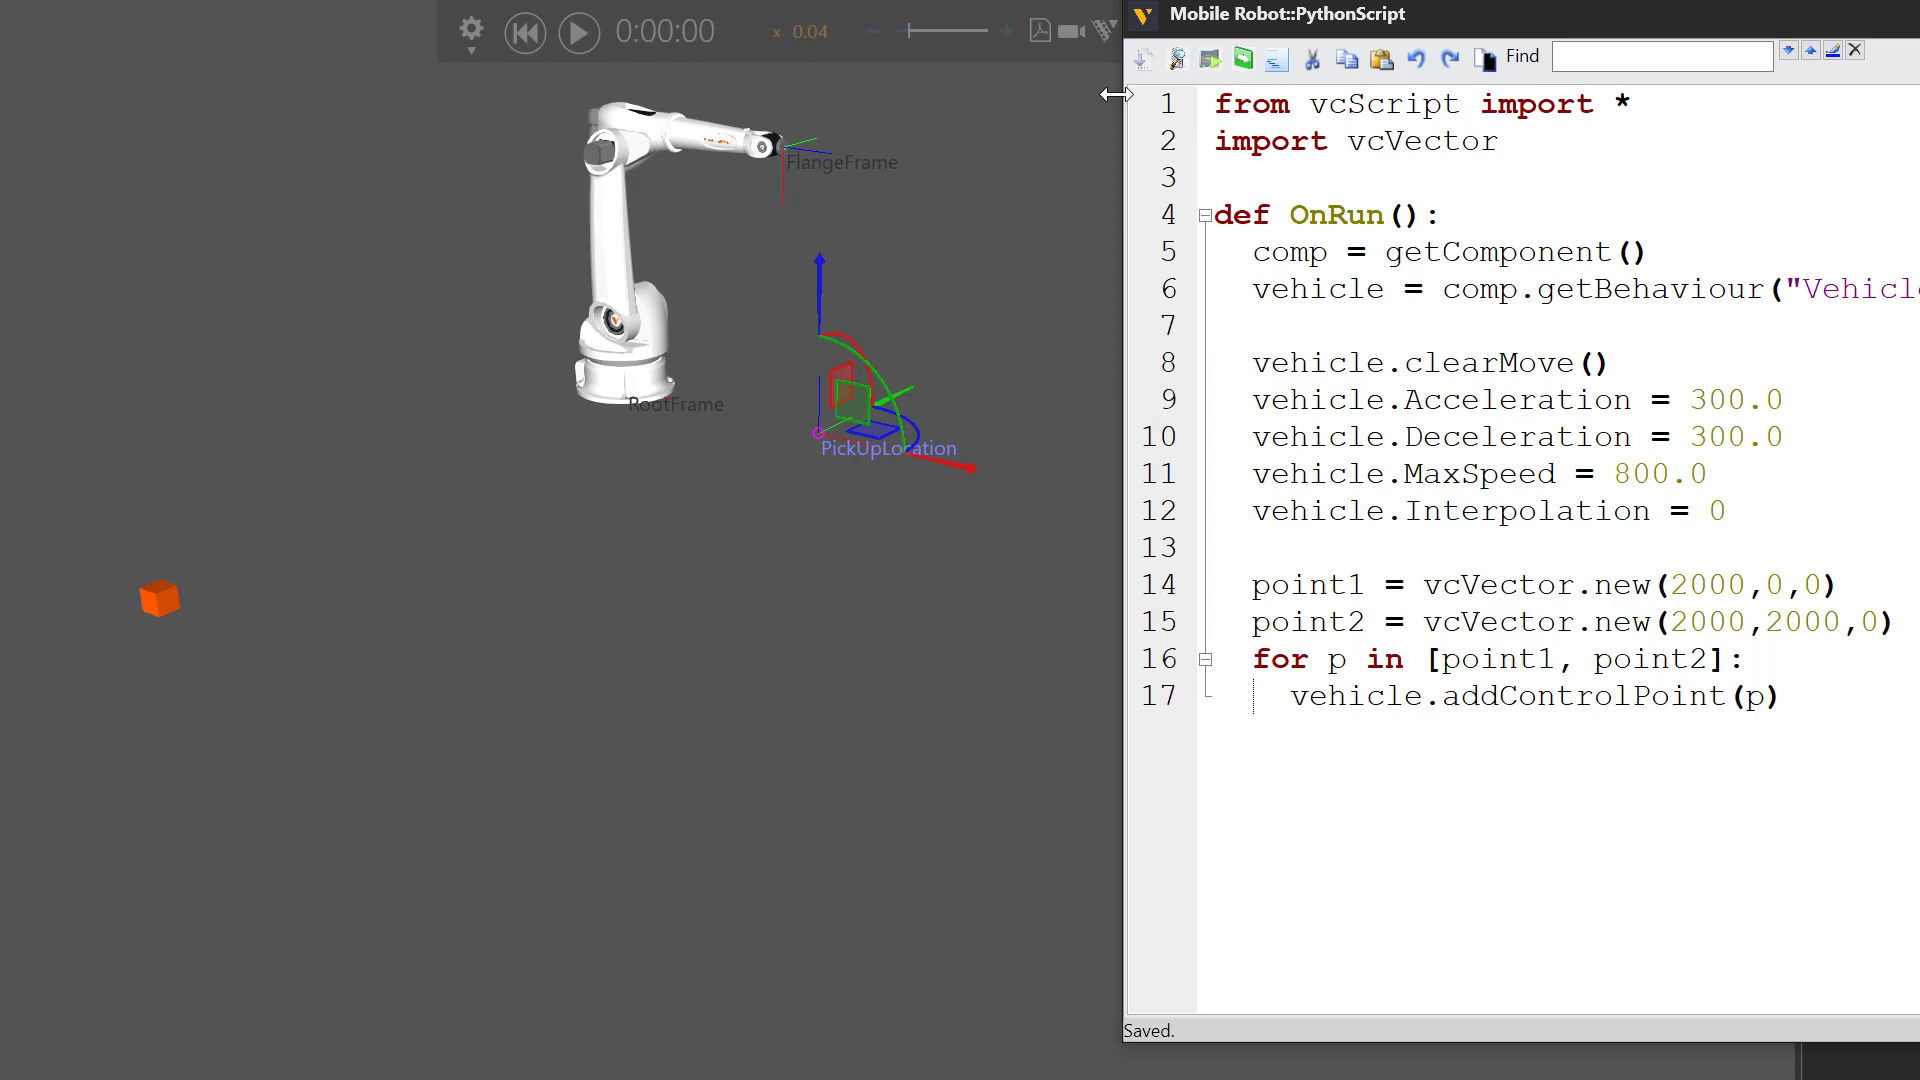 0:00:00
x 0.04
Mobile Robot::PythonScript
Find
FlangeFrame
RootFrame
PickUpLocation
1 from vcScript import *
2 import vcVector
3
4 def OnRun():
5 comp = getComponent()
6 vehicle = comp.getBehaviour("Vehicl
7
8 vehicle.clearMove()
9 vehicle.Acceleration = 300.0
10 vehicle.Deceleration = 300.0
11 vehicle.MaxSpeed = 800.0
12 vehicle.Interpolation = 0
13
14 point1 = vcVector.new(2000,0,0)
15 point2 = vcVector.new(2000,2000,0)
16 for p in [point1, point2]:
17 vehicle.addControlPoint(p)
Saved.